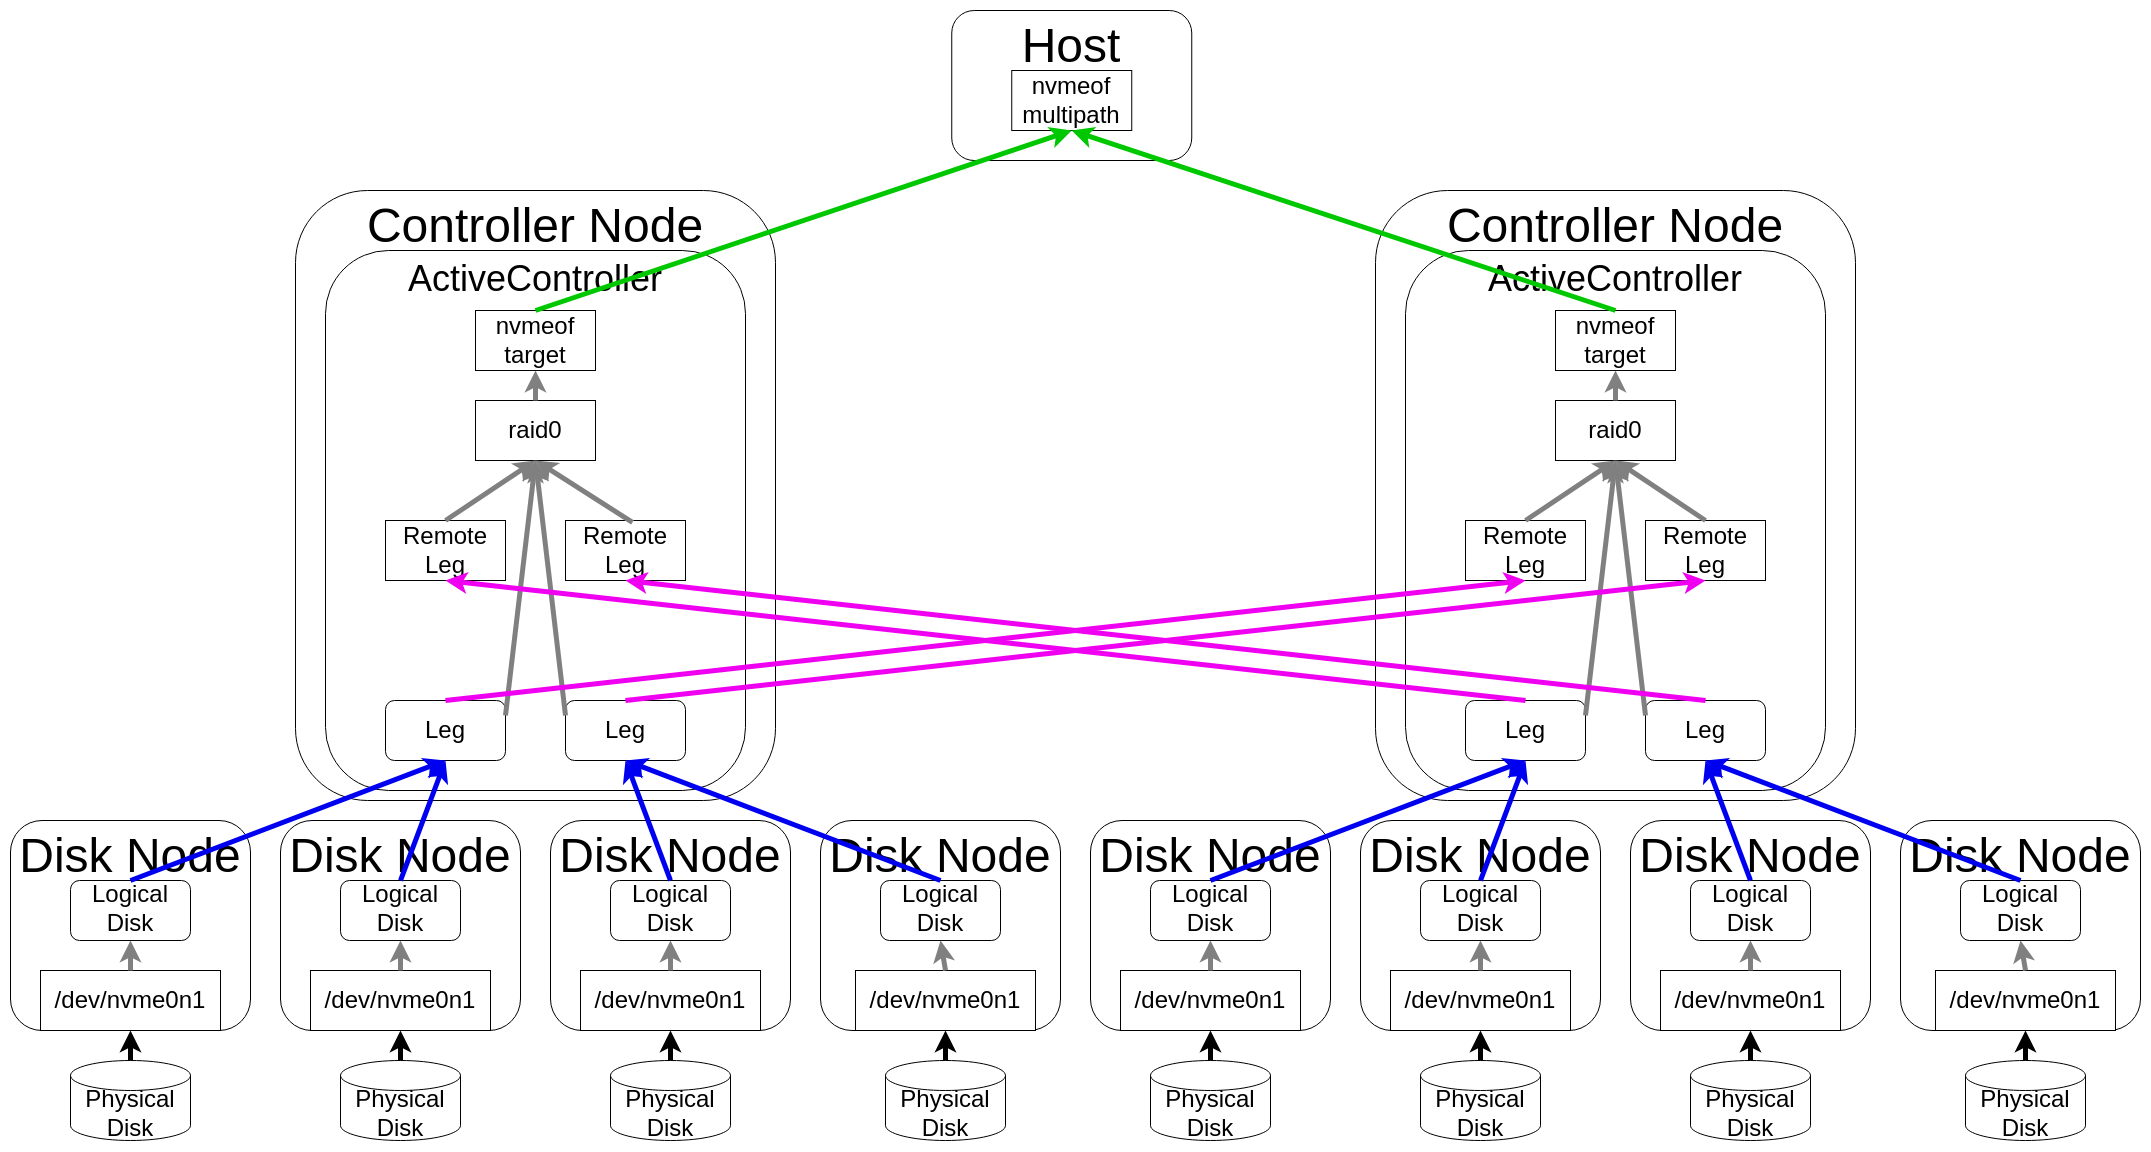 Host
nvmeof
multipath
Controller Node
Controller Node
ActiveController
ActiveController
nvmeof
target
nvmeof
target
raid0
raid0
Remote
Leg
Remote
Leg
Remote
Leg
Remote
Leg
Leg
Leg
Leg
Leg
Disk Node
Disk Node
Disk Node
Disk Node
Disk Node
Disk Node
Disk Node
Disk Node
Logical
Disk
Logical
Disk
Logical
Disk
Logical
Disk
Logical
Disk
Logical
Disk
Logical
Disk
Logical
Disk
/dev/nvme0n1
/dev/nvme0n1
/dev/nvme0n1
/dev/nvme0n1
/dev/nvme0n1
/dev/nvme0n1
/dev/nvme0n1
/dev/nvme0n1
Physical
Disk
Physical
Disk
Physical
Disk
Physical
Disk
Physical
Disk
Physical
Disk
Physical
Disk
Physical
Disk